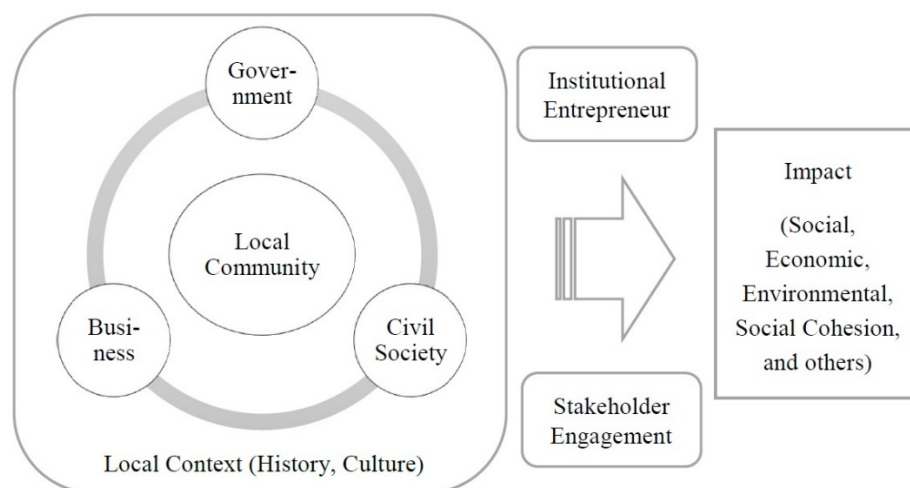 Gover-
nment
Local
Community
Busi-
ness
Civil
Society
Local Context (History, Culture)
Institutional
Entrepreneur
Stakeholder
Engagement
Impact
(Social,
Economic,
Environmental,
Social Cohesion,
and others)